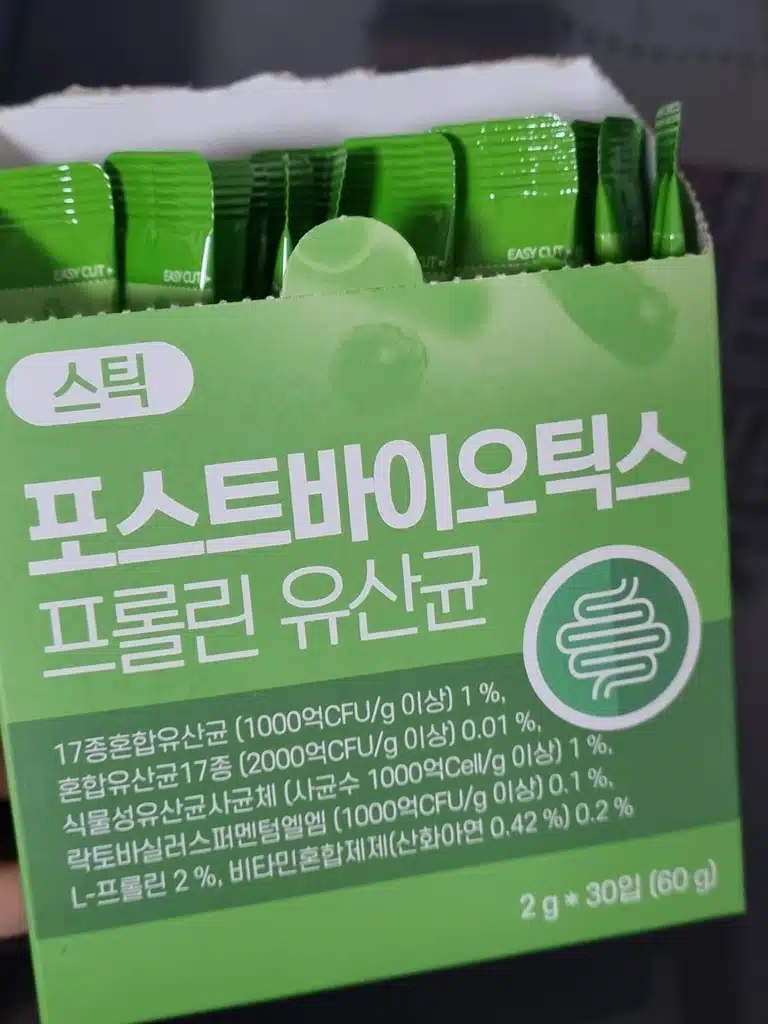 EASY CUT
EASY CUT
EASY CUT
스틱
포스트바이오틱스
프롤린 유산균
17종혼합유산균 (1000억CFU/g 이상) 1 %,
혼합유산균17종 (2000억CFU/g 이상) 0.01 %,
식물성유산균사균체 (사균수 1000억Cell/g 이상) 1 %,
락토바실러스퍼멘텀엘엠 (1000억CFU/g 이상) 0.1 %,
L-프롤린 2 %, 비타민혼합제제(산화아연 0.42 %) 0.2 %
2 g * 30입 (60 g)